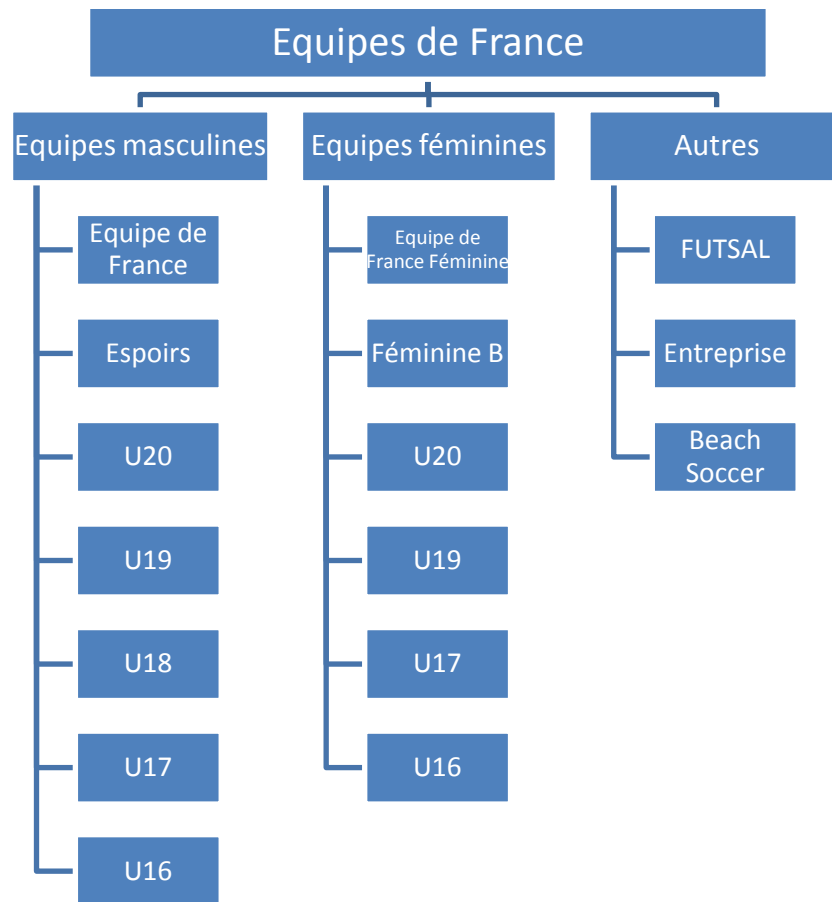 Equipes de France
Equipes masculines
Equipe de
France
Espoirs
U20
U19
U18
U17
U16
Equipes féminines
Equipe de
France Féminine
Féminine B
U20
U19
U17
U16
Autres
FUTSAL
Entreprise
Beach
Soccer